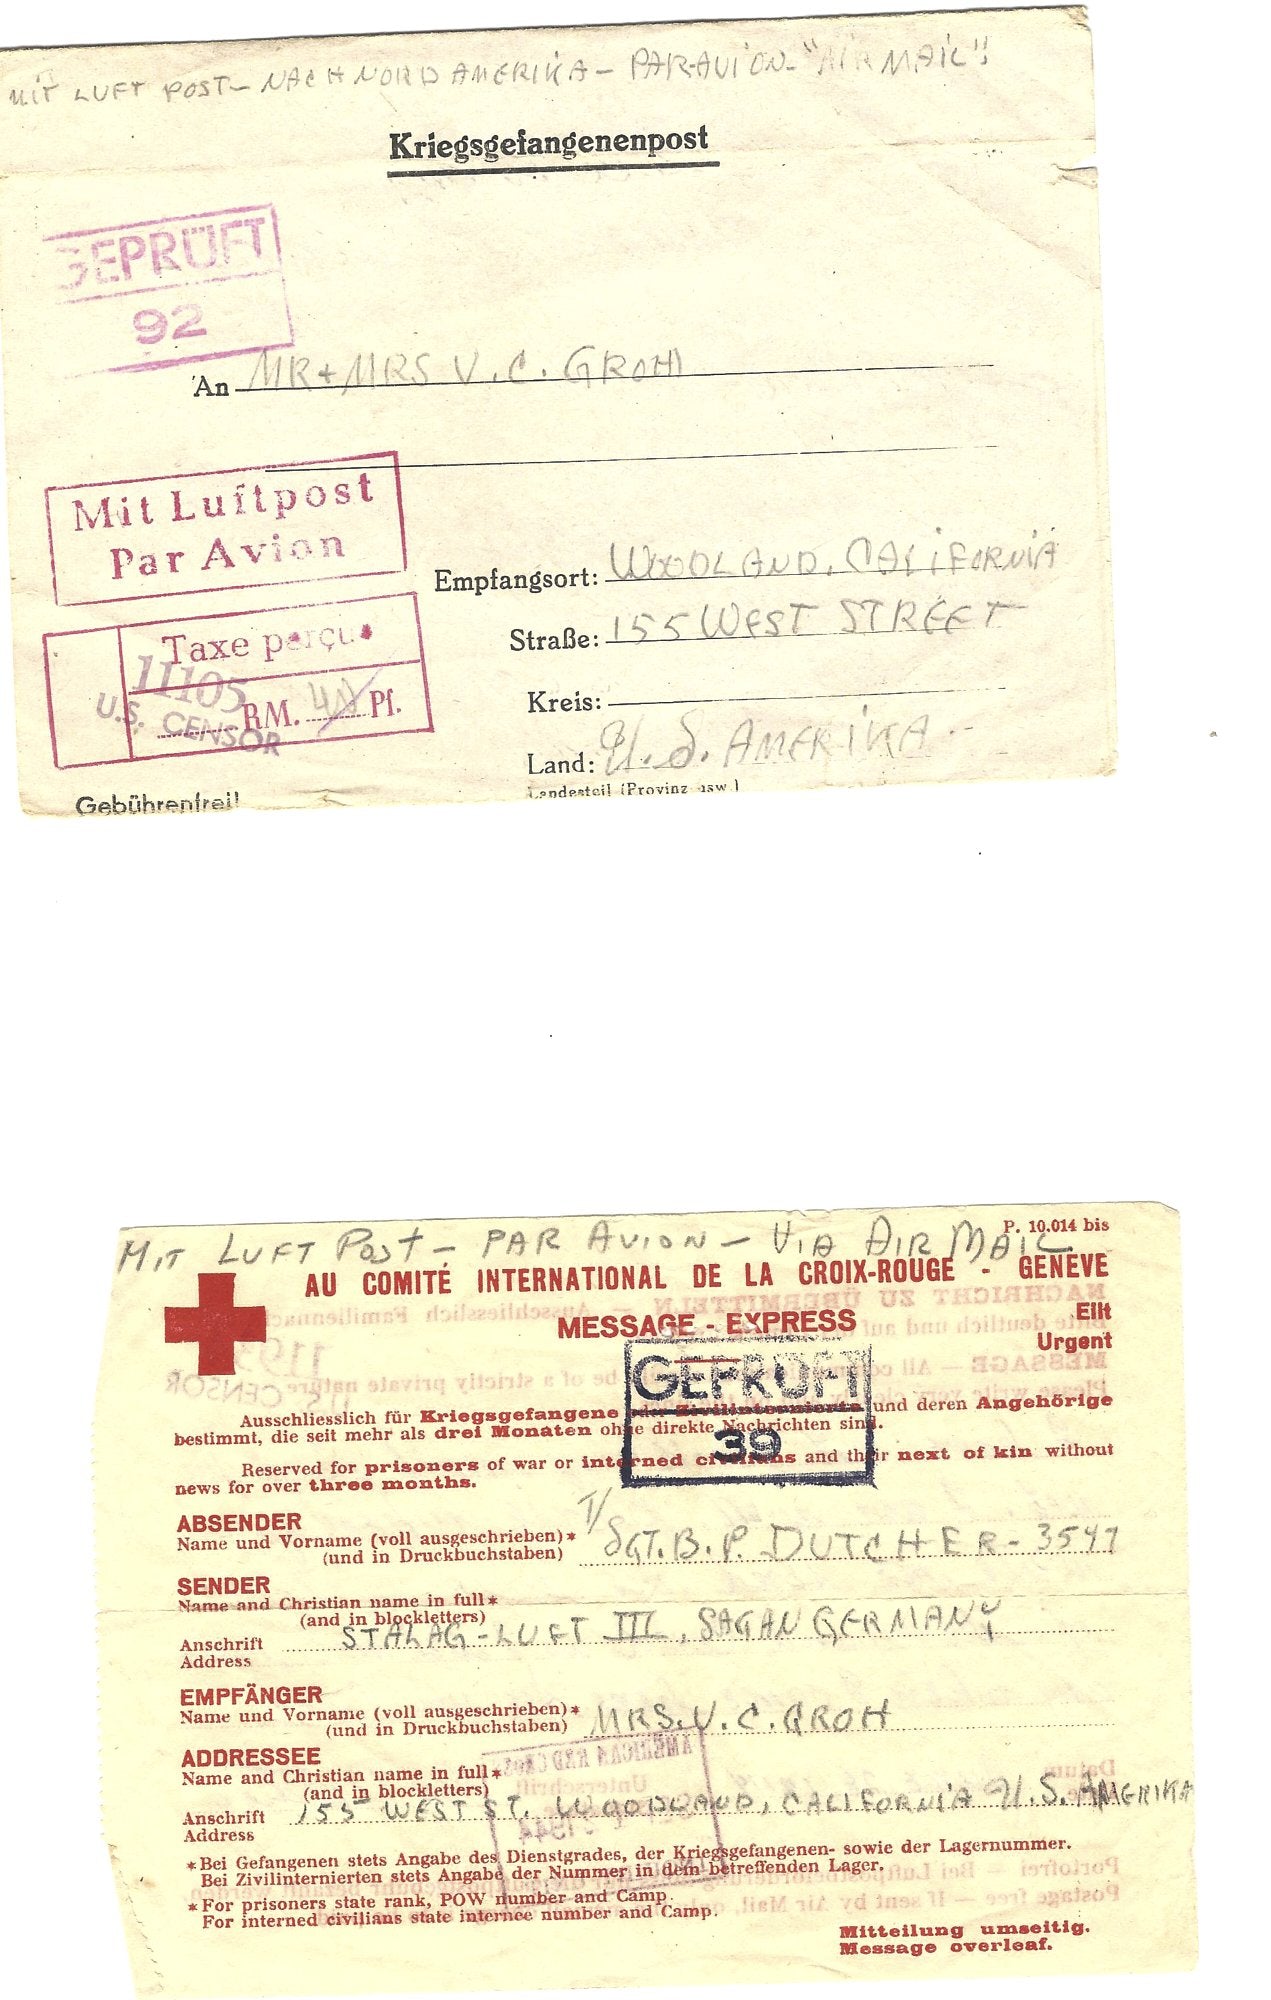 MIT LUFT POST - NACH NORD AMERIKA - PAR-AVION - "AIR MAIL"!
Kriegsgefangenenpost
GEPRÜFT
92
An MR + MRS V. C. GROH
Mit Luftpost
Par Avion
Empfangsort: WOODLAND, CALIFORNIA
Straße: 155 WEST STREET
Taxe perçue
11105
U.S. CENSOR
RM. 40 Pf.
Kreis:
Land: U. S. AMERIKA -
Landesteil (Provinz usw.)
Gebührenfrei!
P. 10.014 bis
MIT LUFT POST - PAR AVION - VIA AIR MAIL
AU COMITÉ INTERNATIONAL DE LA CROIX-ROUGE - GENÈVE
MESSAGE - EXPRESS
Eilt
Urgent
GEPRÜFT
39
Ausschliesslich für Kriegsgefangene oder Zivilinternierte und deren Angehörige
bestimmt, die seit mehr als drei Monaten ohne direkte Nachrichten sind.
Reserved for prisoners of war or interned civilians and their next of kin without
news for over three months.
ABSENDER
Name und Vorname (voll ausgeschrieben)*
(und in Druckbuchstaben) T/SGT. B. P. DUTCHER - 3547
SENDER
Name and Christian name in full*
(and in blockletters)
Anschrift STALAG-LUFT III, SAGAN GERMANY
Address
EMPFÄNGER
Name und Vorname (voll ausgeschrieben)*
(und in Druckbuchstaben) MRS. V. C. GROH
ADDRESSEE
Name and Christian name in full*
(and in blockletters)
Anschrift 155 WEST ST. WOODLAND, CALIFORNIA U.S. AMERIKA
Address
*Bei Gefangenen stets Angabe des Dienstgrades, der Kriegsgefangenen- sowie der Lagernummer.
Bei Zivilinternierten stets Angabe der Nummer in dem betreffenden Lager.
*For prisoners state rank, POW number and Camp.
For interned civilians state internee number and Camp.
Mitteilung umseitig.
Message overleaf.